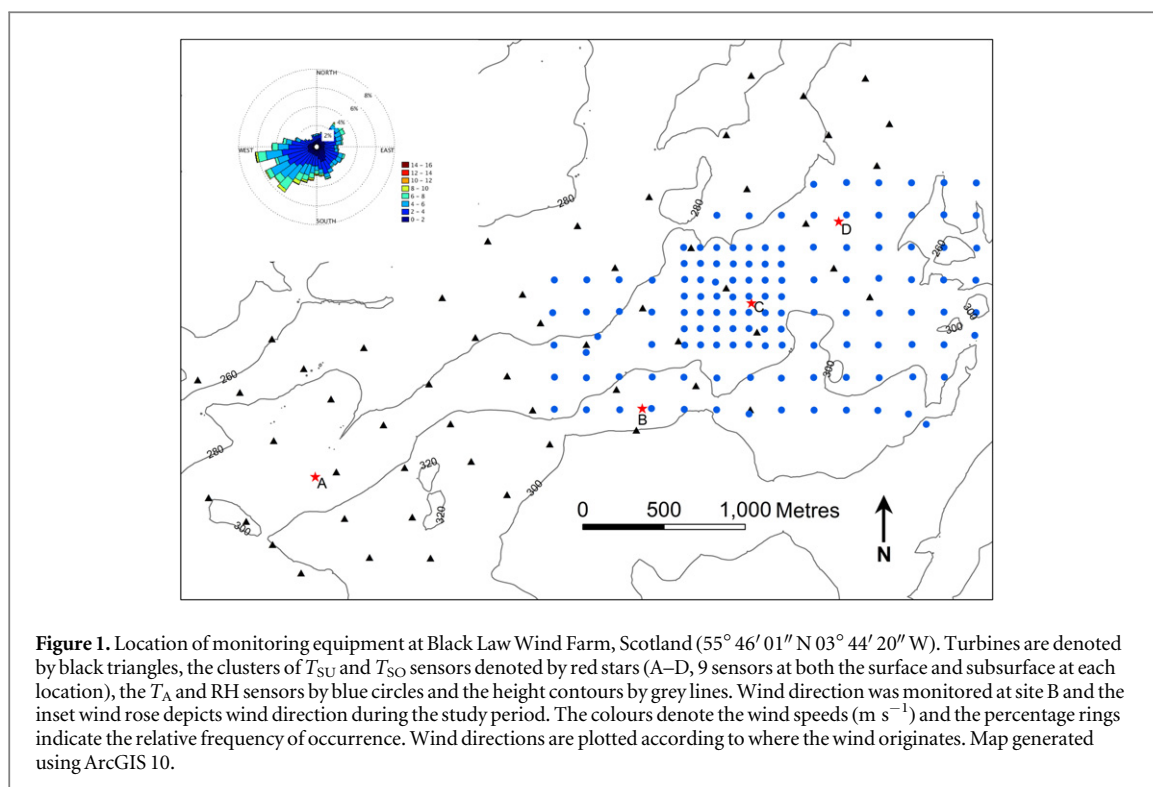 NORTH
8%
6%
4%
2%
WEST
EAST
SOUTH
14 - 16
12 - 14
10 - 12
8 - 10
6 - 8
4 - 6
2 - 4
0 - 2
280
280
D
260
C
300
300
300
260
B
280
A
320
320
300
300
0 500 1,000 Metres
N
Figure 1. Location of monitoring equipment at Black Law Wind Farm, Scotland (55° 46′ 01″ N 03° 44′ 20″ W). Turbines are denoted
by black triangles, the clusters of T_SU and T_SO sensors denoted by red stars (A–D, 9 sensors at both the surface and subsurface at each
location), the T_A and RH sensors by blue circles and the height contours by grey lines. Wind direction was monitored at site B and the
inset wind rose depicts wind direction during the study period. The colours denote the wind speeds (m s⁻¹) and the percentage rings
indicate the relative frequency of occurrence. Wind directions are plotted according to where the wind originates. Map generated
using ArcGIS 10.